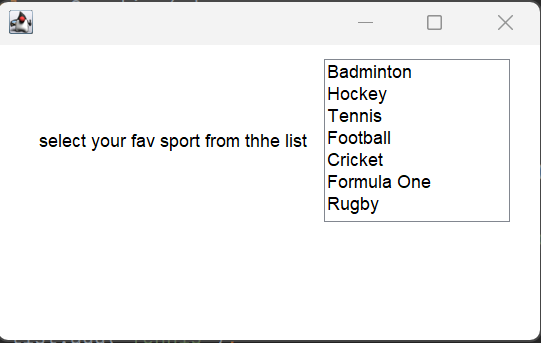 select your fav sport from thhe list
Badminton
Hockey
Tennis
Football
Cricket
Formula One
Rugby